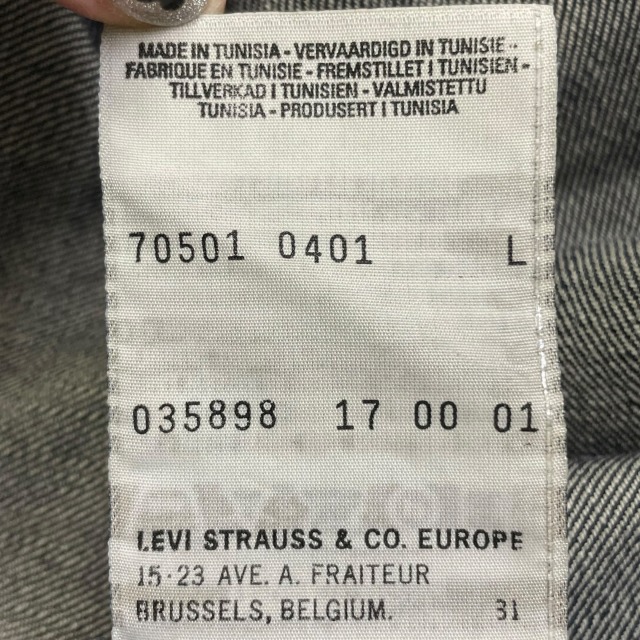 MADE IN TUNISIA - VERVAARDIGD IN TUNISIE -
FABRIQUE EN TUNISIE - FREMSTILLET I TUNISIEN -
TILLVERKAD I TUNISIEN - VALMISTETTU
TUNISIA - PRODUSERT I TUNISIA
70501 0401 L
035898 17 00 01
LEVI STRAUSS & CO. EUROPE
15-23 AVE. A. FRAITEUR
BRUSSELS, BELGIUM. 31